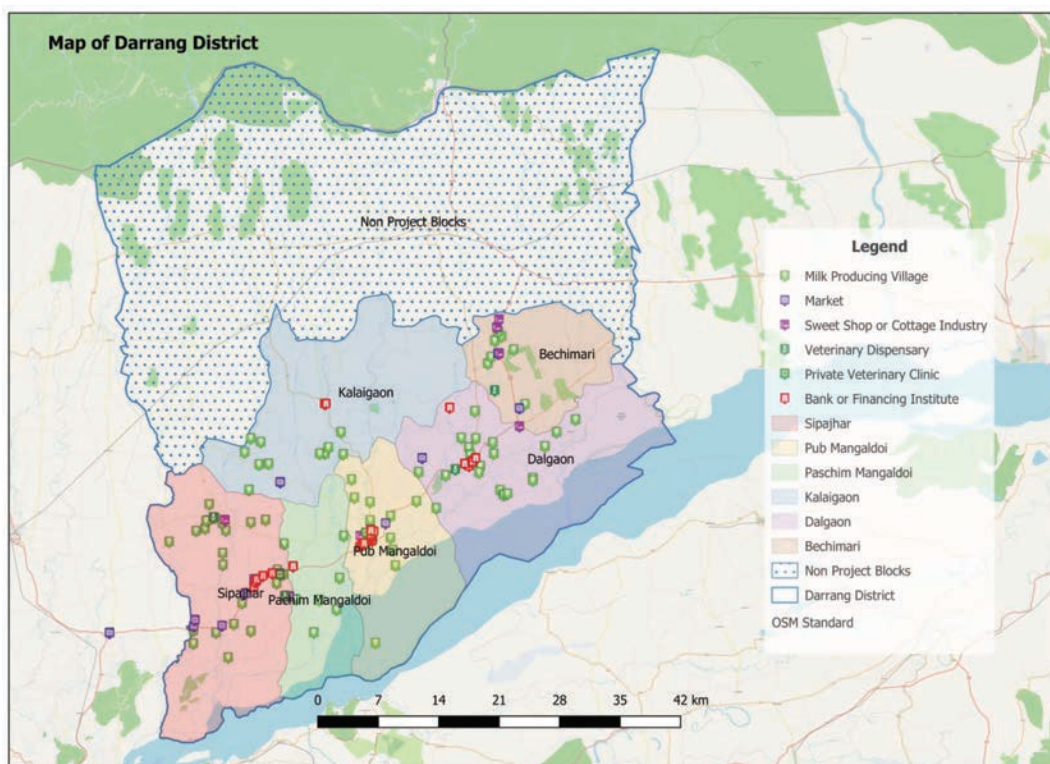 Map of Darrang District
Non Project Blocks
Bechimari
Kalaigaon
Dalgaon
Pub Mangaldoi
Sipajhar
Pachim Mangaldoi
Legend
Milk Producing Village
Market
Sweet Shop or Cottage Industry
Veterinary Dispensary
Private Veterinary Clinic
Bank or Financing Institute
Sipajhar
Pub Mangaldoi
Paschim Mangaldoi
Kalaigaon
Dalgaon
Bechimari
Non Project Blocks
Darrang District
OSM Standard
0 7 14 21 28 35 42 km